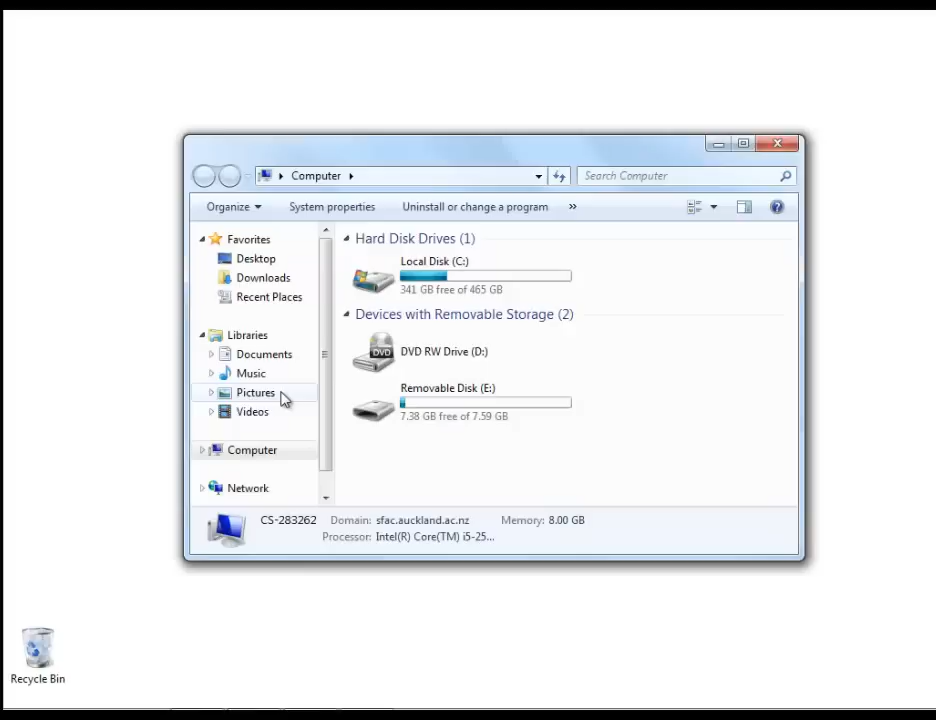 Computer
Search Computer
Organize
System properties
Uninstall or change a program
»
Favorites
Desktop
Downloads
Recent Places
Libraries
Documents
Music
Pictures
Videos
Computer
Network
Hard Disk Drives (1)
Local Disk (C:)
341 GB free of 465 GB
Devices with Removable Storage (2)
DVD
DVD RW Drive (D:)
Removable Disk (E:)
7.38 GB free of 7.59 GB
CS-283262 Domain: sfac.auckland.ac.nz Memory: 8.00 GB
Processor: Intel(R) Core(TM) i5-25...
Recycle Bin